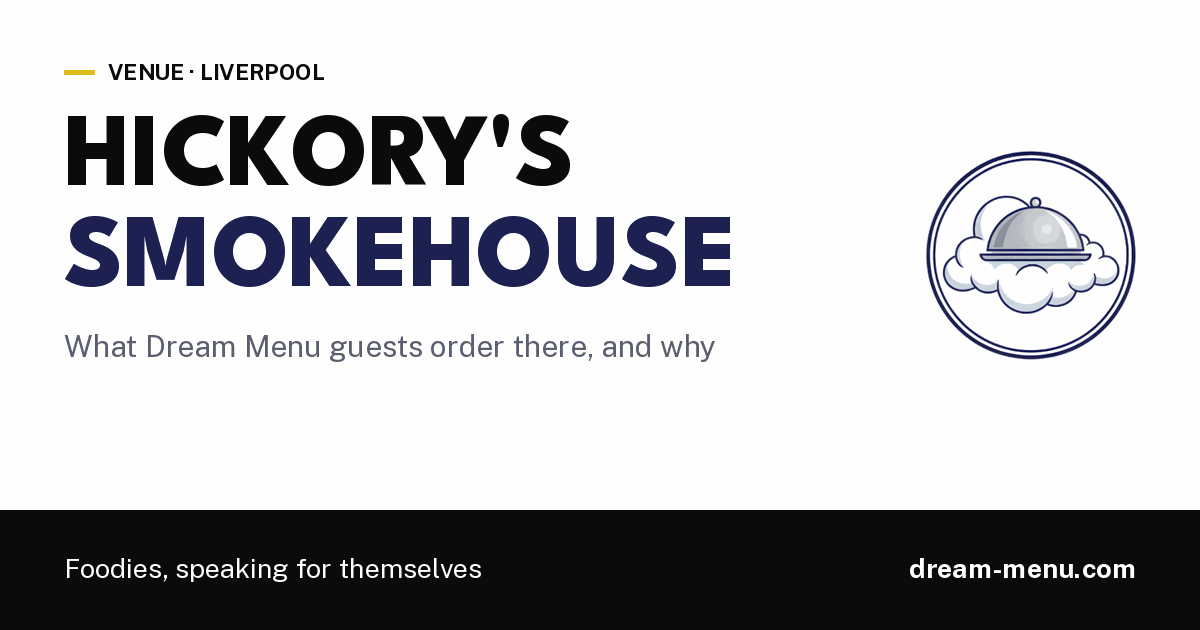 VENUE · LIVERPOOL
HICKORY'S
SMOKEHOUSE
What Dream Menu guests order there, and why
Foodies, speaking for themselves
dream-menu.com